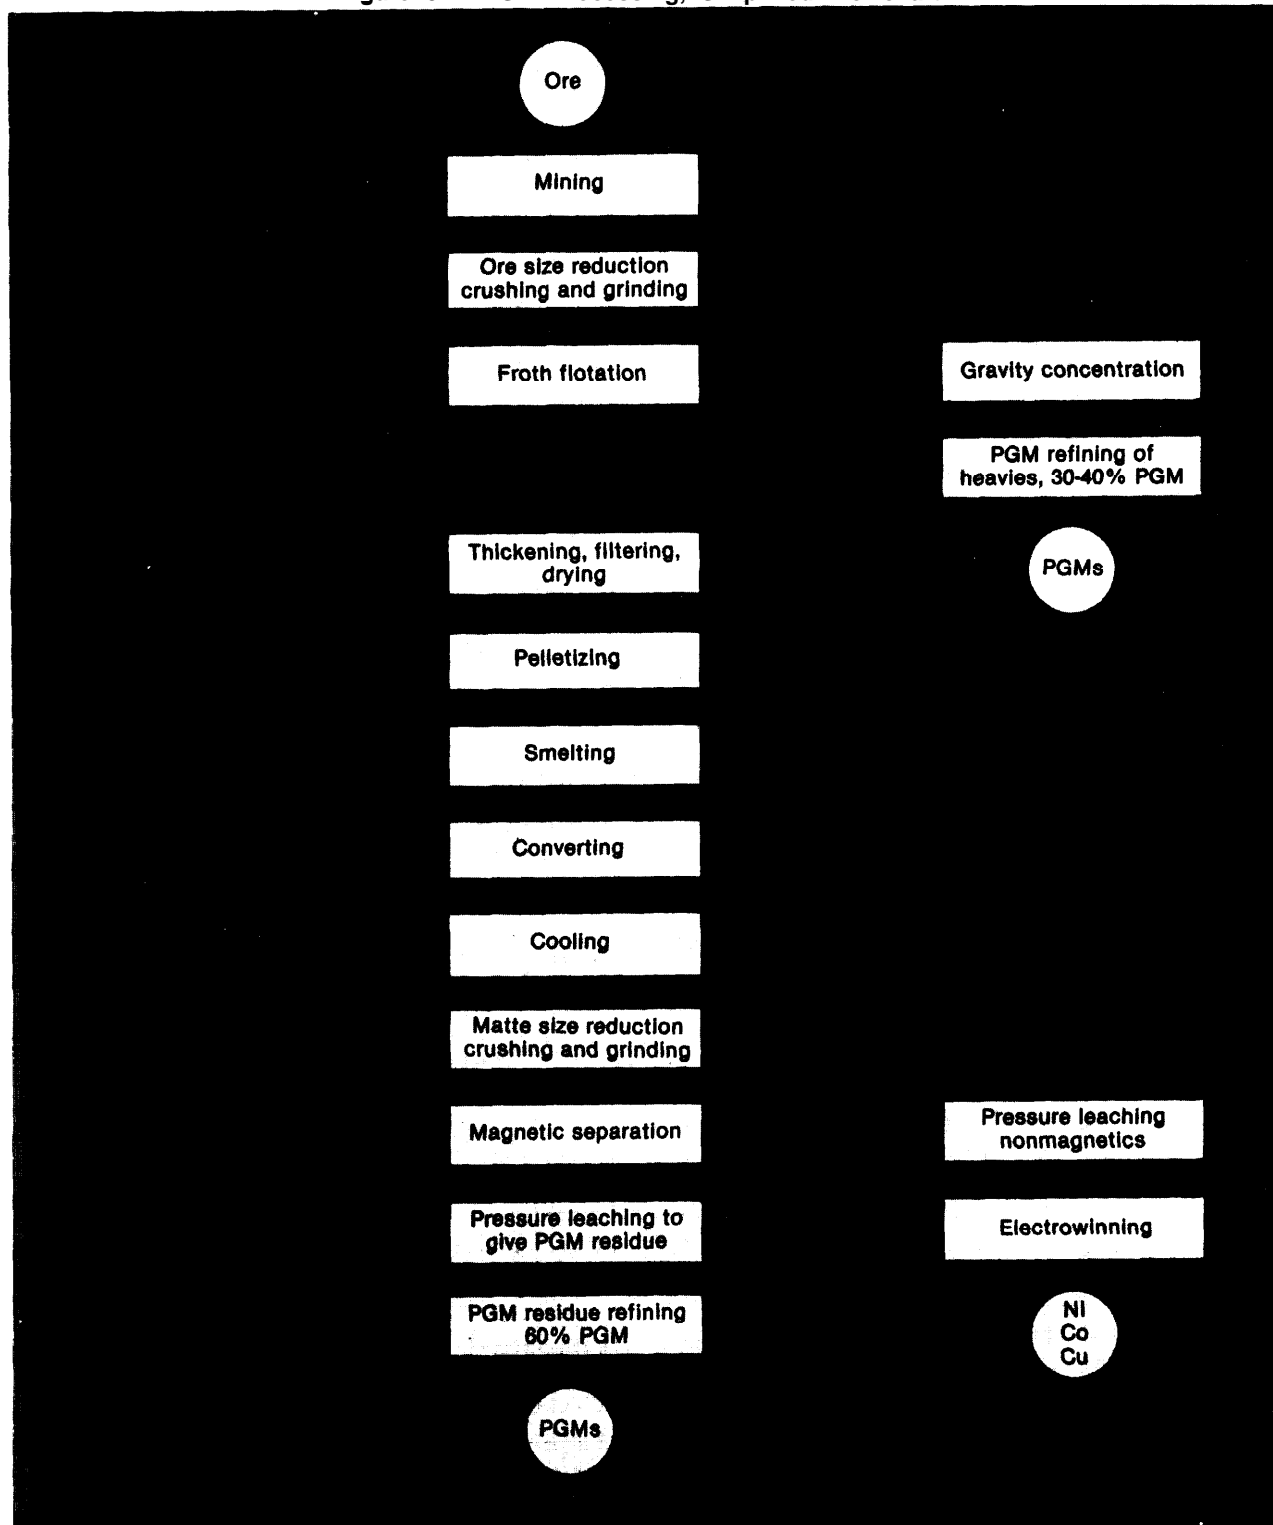 Ore
Mining
Ore size reduction
crushing and grinding
Froth flotation
Gravity concentration
PGM refining of
heavies, 30-40% PGM
Thickening, filtering,
drying
PGMs
Pelletizing
Smelting
Converting
Cooling
Matte size reduction
crushing and grinding
Magnetic separation
Pressure leaching
nonmagnetics
Pressure leaching to
give PGM residue
Electrowinning
PGM residue refining
60% PGM
Ni
Co
Cu
PGMs